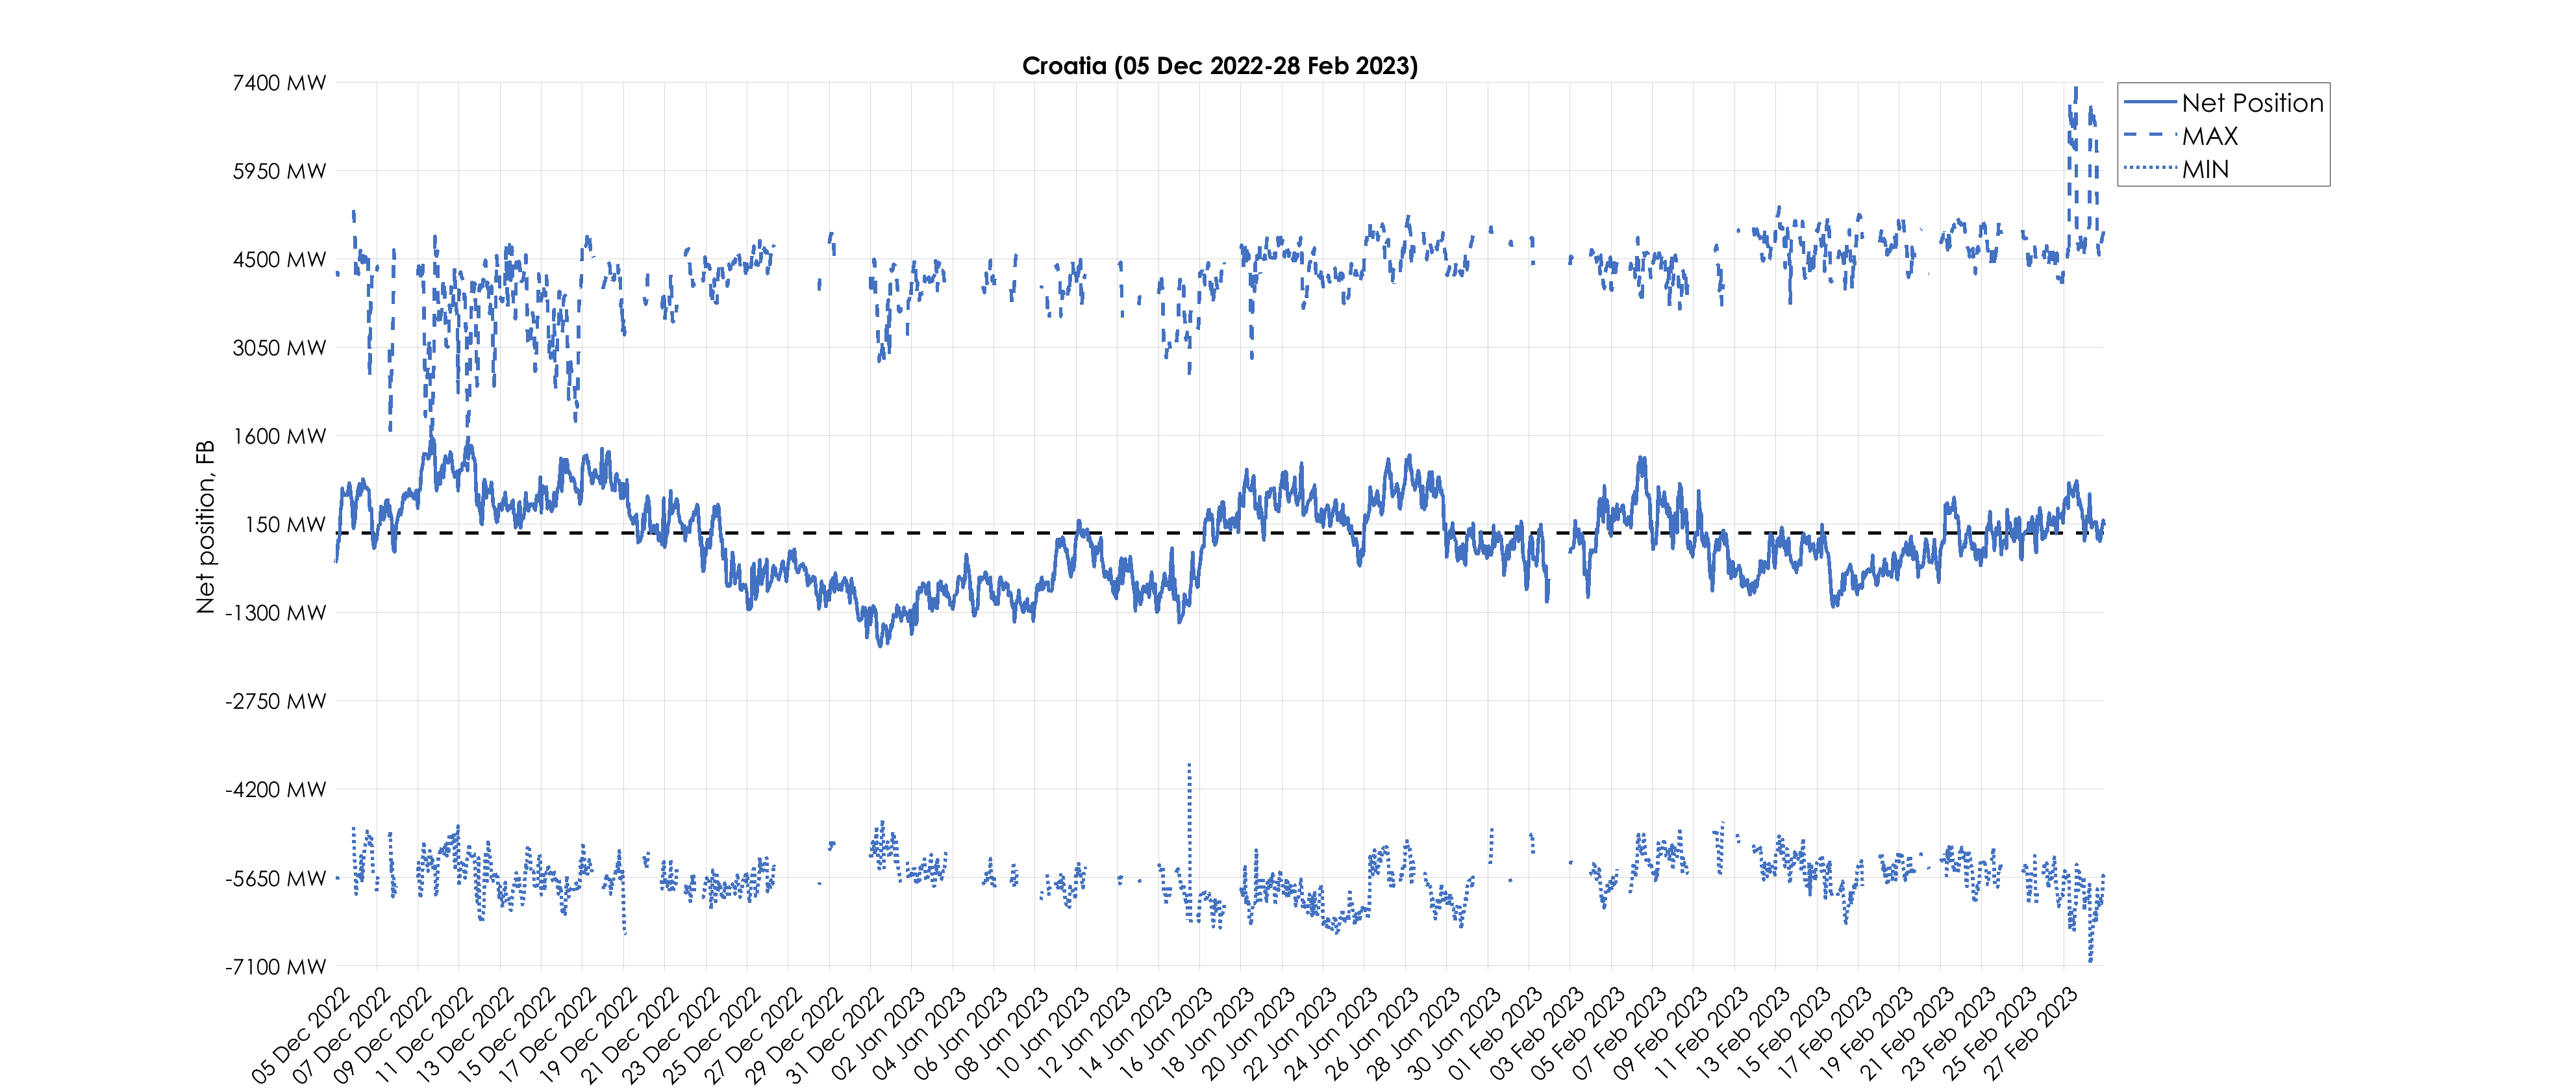 Croatia (05 Dec 2022-28 Feb 2023)
7400 MW
5950 MW
4500 MW
3050 MW
1600 MW
150 MW
-1300 MW
-2750 MW
-4200 MW
-5650 MW
-7100 MW
Net position, FB
Net Position
MAX
MIN
05 Dec 2022
07 Dec 2022
09 Dec 2022
11 Dec 2022
13 Dec 2022
15 Dec 2022
17 Dec 2022
19 Dec 2022
21 Dec 2022
23 Dec 2022
25 Dec 2022
27 Dec 2022
29 Dec 2022
31 Dec 2022
02 Jan 2023
04 Jan 2023
06 Jan 2023
08 Jan 2023
10 Jan 2023
12 Jan 2023
14 Jan 2023
16 Jan 2023
18 Jan 2023
20 Jan 2023
22 Jan 2023
24 Jan 2023
26 Jan 2023
28 Jan 2023
30 Jan 2023
01 Feb 2023
03 Feb 2023
05 Feb 2023
07 Feb 2023
09 Feb 2023
11 Feb 2023
13 Feb 2023
15 Feb 2023
17 Feb 2023
19 Feb 2023
21 Feb 2023
23 Feb 2023
25 Feb 2023
27 Feb 2023